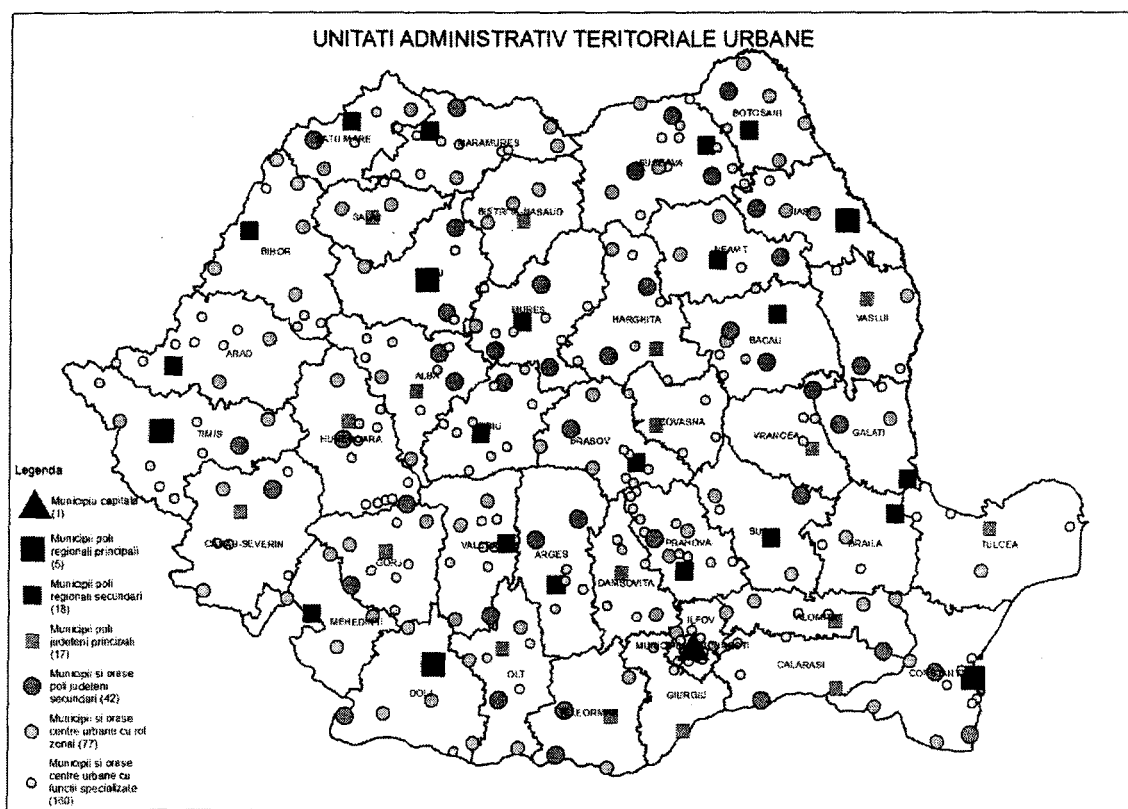 UNITATI ADMINISTRATIV TERITORIALE URBANE
BOTOSANI
SATU MARE
MARAMURES
SUCEAVA
IASI
SALAJ
BISTRITA-NASAUD
BIHOR
NEAMT
VASLUI
MURES
HARGHITA
BACAU
ARAD
ALBA
TIMIS
HUNEDOARA
SIBIU
BRASOV
COVASNA
VRANCEA
GALATI
CARAS-SEVERIN
GORJ
VALCEA
ARGES
PRAHOVA
DAMBOVITA
BRAILA
TULCEA
MEHEDINTI
ILFOV
IALOMITA
MUNICIPIUL BUCURESTI
CALARASI
CONSTANTA
DOLJ
OLT
GIURGIU
TELEORMAN
Legenda
Municipiu capitala
(1)
Municipii poli
regionali principali
(5)
Municipii poli
regionali secundari
(18)
Municipii poli
judeteni principali
(17)
Municipii si orase
poli judeteni
secundari (42)
Municipii si orase
centre urbane cu rol
zonal (77)
Municipii si orase
centre urbane cu
functii specializate
(160)